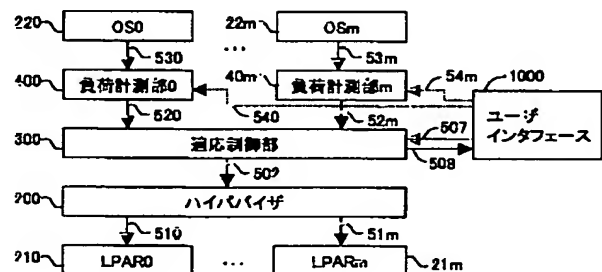 220
OS0
22m
OSm
530
...
53m
54m
1000
400
負荷計測部0
40m
負荷計測部m
520
540
52m
507
ユーザ
インタフェース
300
適応制御部
508
502
200
ハイパバイザ
510
51m
210
LPAR0
...
LPARm
21m